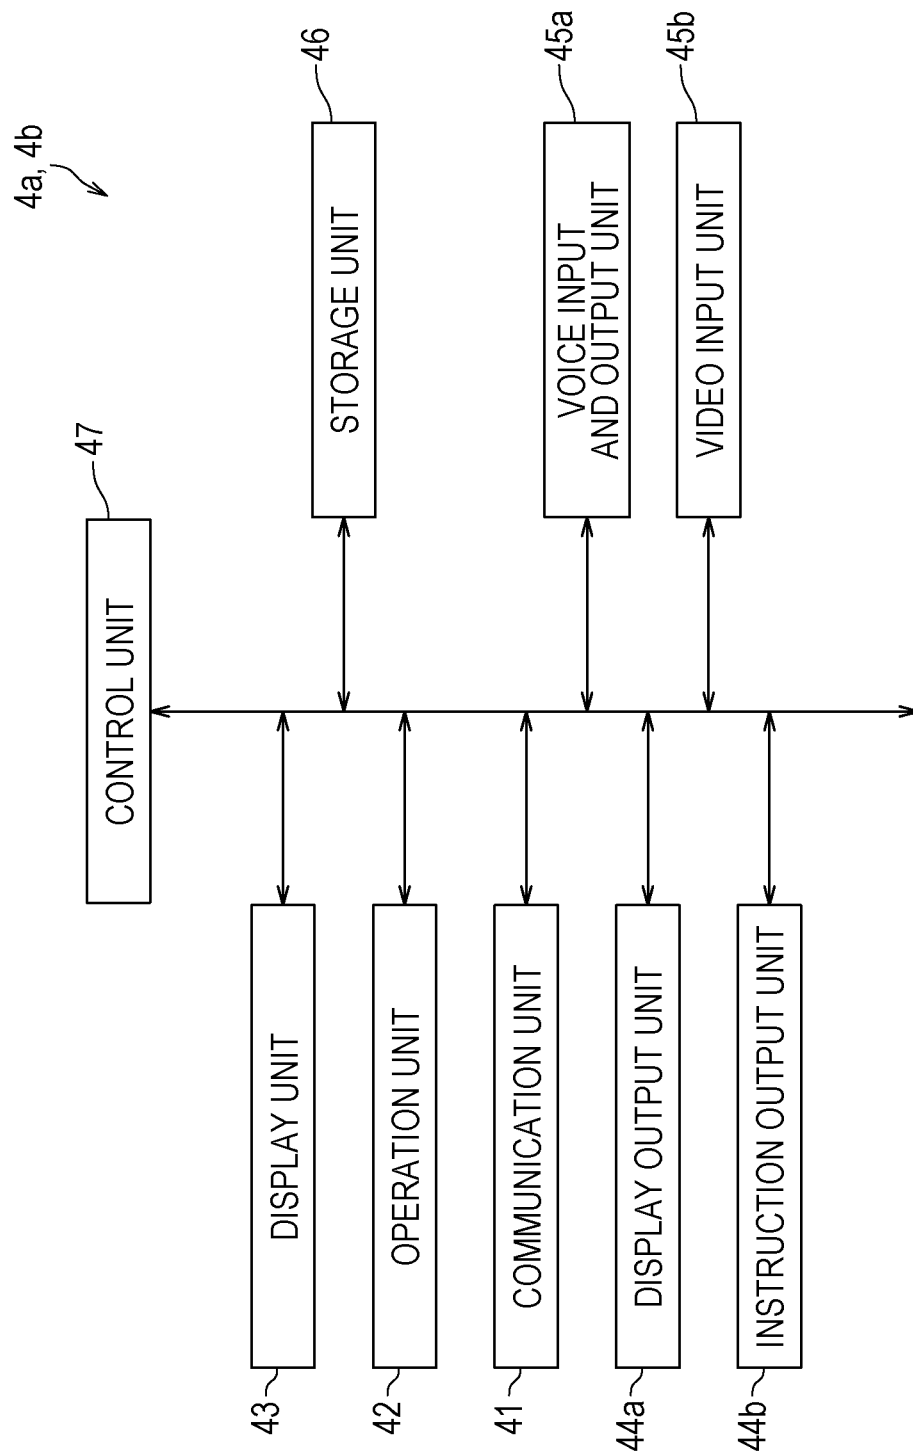 4a, 4b
47
CONTROL UNIT
43
DISPLAY UNIT
46
STORAGE UNIT
42
OPERATION UNIT
41
COMMUNICATION UNIT
45a
VOICE INPUT
AND OUTPUT UNIT
44a
DISPLAY OUTPUT UNIT
45b
VIDEO INPUT UNIT
44b
INSTRUCTION OUTPUT UNIT